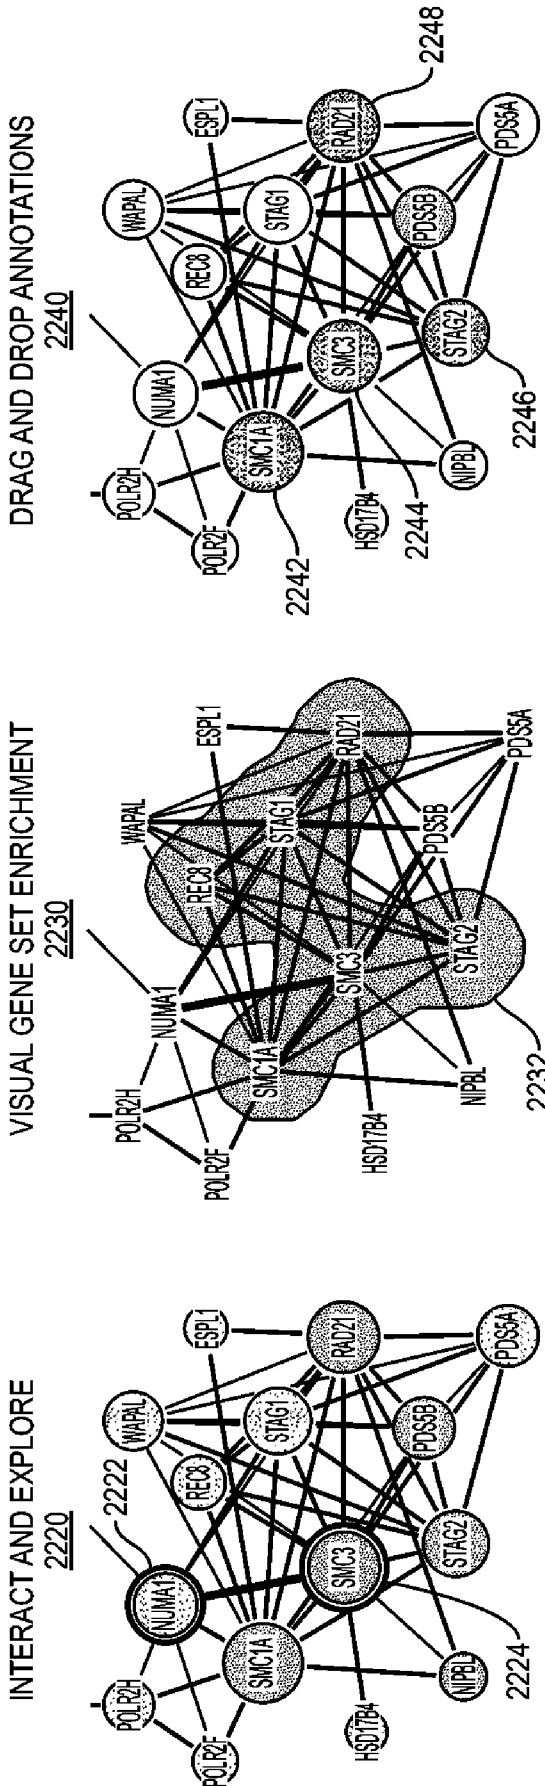 INTERACT AND EXPLORE
2220
2222
POLR2H
NUMA1
WAPAL
POLR2F
REC8
ESPL1
SMC1A
STAG1
HSD17B4
SMC3
RAD21
NIPBL
STAG2
PDS5B
PDS5A
2224
VISUAL GENE SET ENRICHMENT
2230
POLR2H
NUMA1
WAPAL
POLR2F
REC8
ESPL1
SMC1A
STAG1
HSD17B4
SMC3
RAD21
NIPBL
STAG2
PDS5B
PDS5A
2232
DRAG AND DROP ANNOTATIONS
2240
POLR2H
NUMA1
WAPAL
POLR2F
REC8
ESPL1
SMC1A
STAG1
2242
HSD17B4
SMC3
RAD21
2248
2244
NIPBL
STAG2
PDS5B
PDS5A
2246